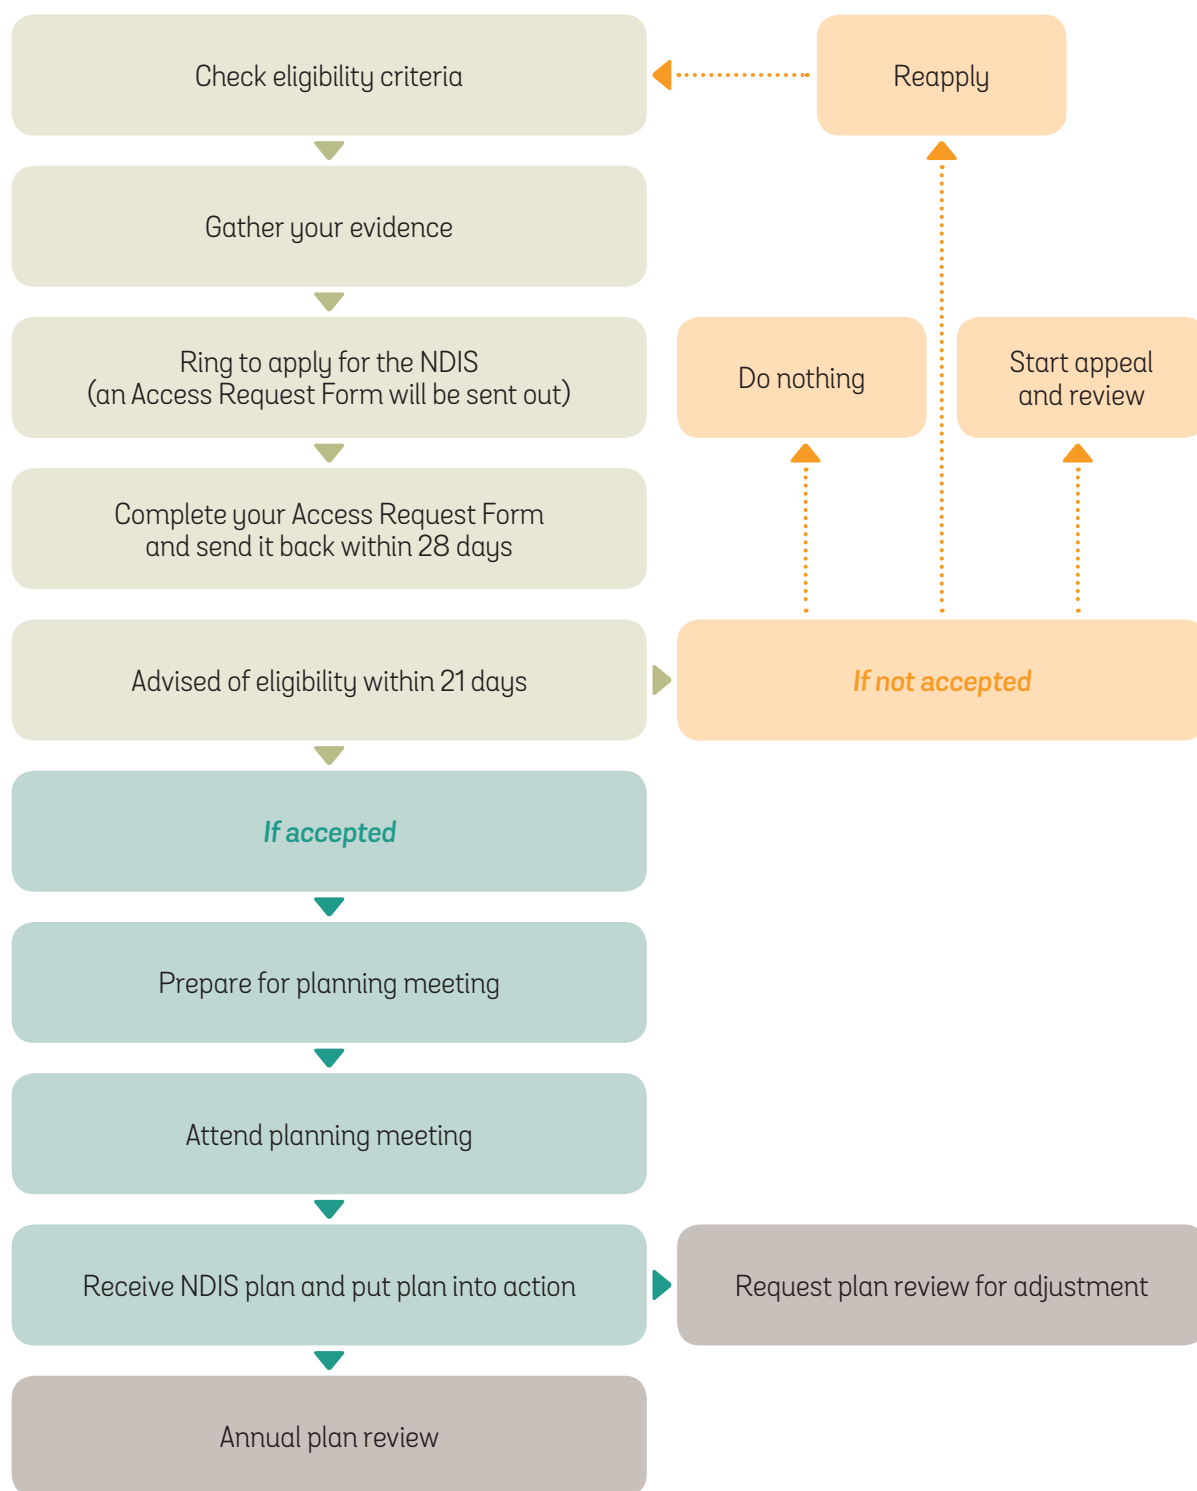 Check eligibility criteria
Reapply
Gather your evidence
Ring to apply for the NDIS
(an Access Request Form will be sent out)
Do nothing
Start appeal
and review
Complete your Access Request Form
and send it back within 28 days
Advised of eligibility within 21 days
If not accepted
If accepted
Prepare for planning meeting
Attend planning meeting
Receive NDIS plan and put plan into action
Request plan review for adjustment
Annual plan review